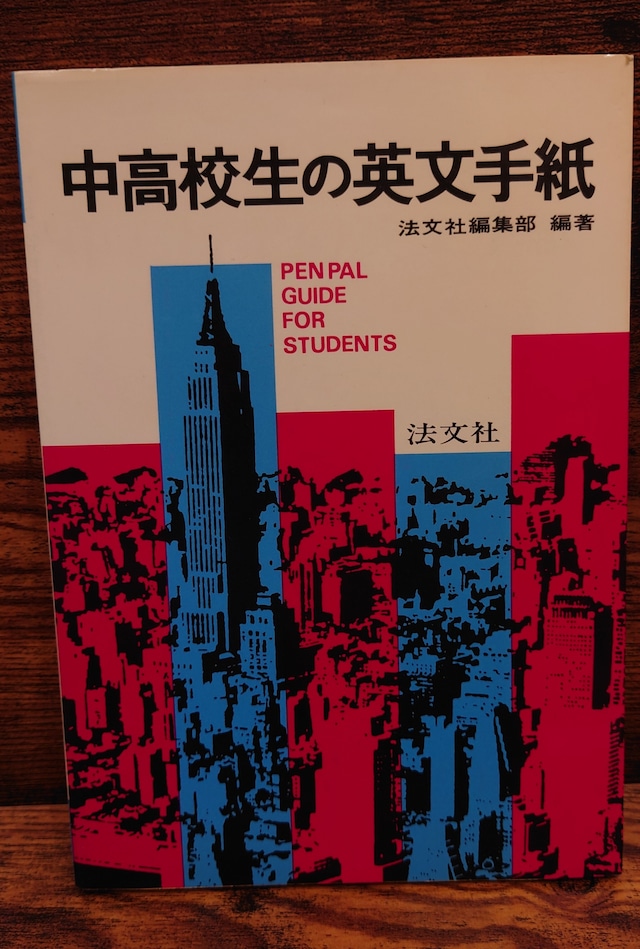 中高校生の英文手紙
法文社編集部 編著
PEN PAL
GUIDE
FOR
STUDENTS
法文社